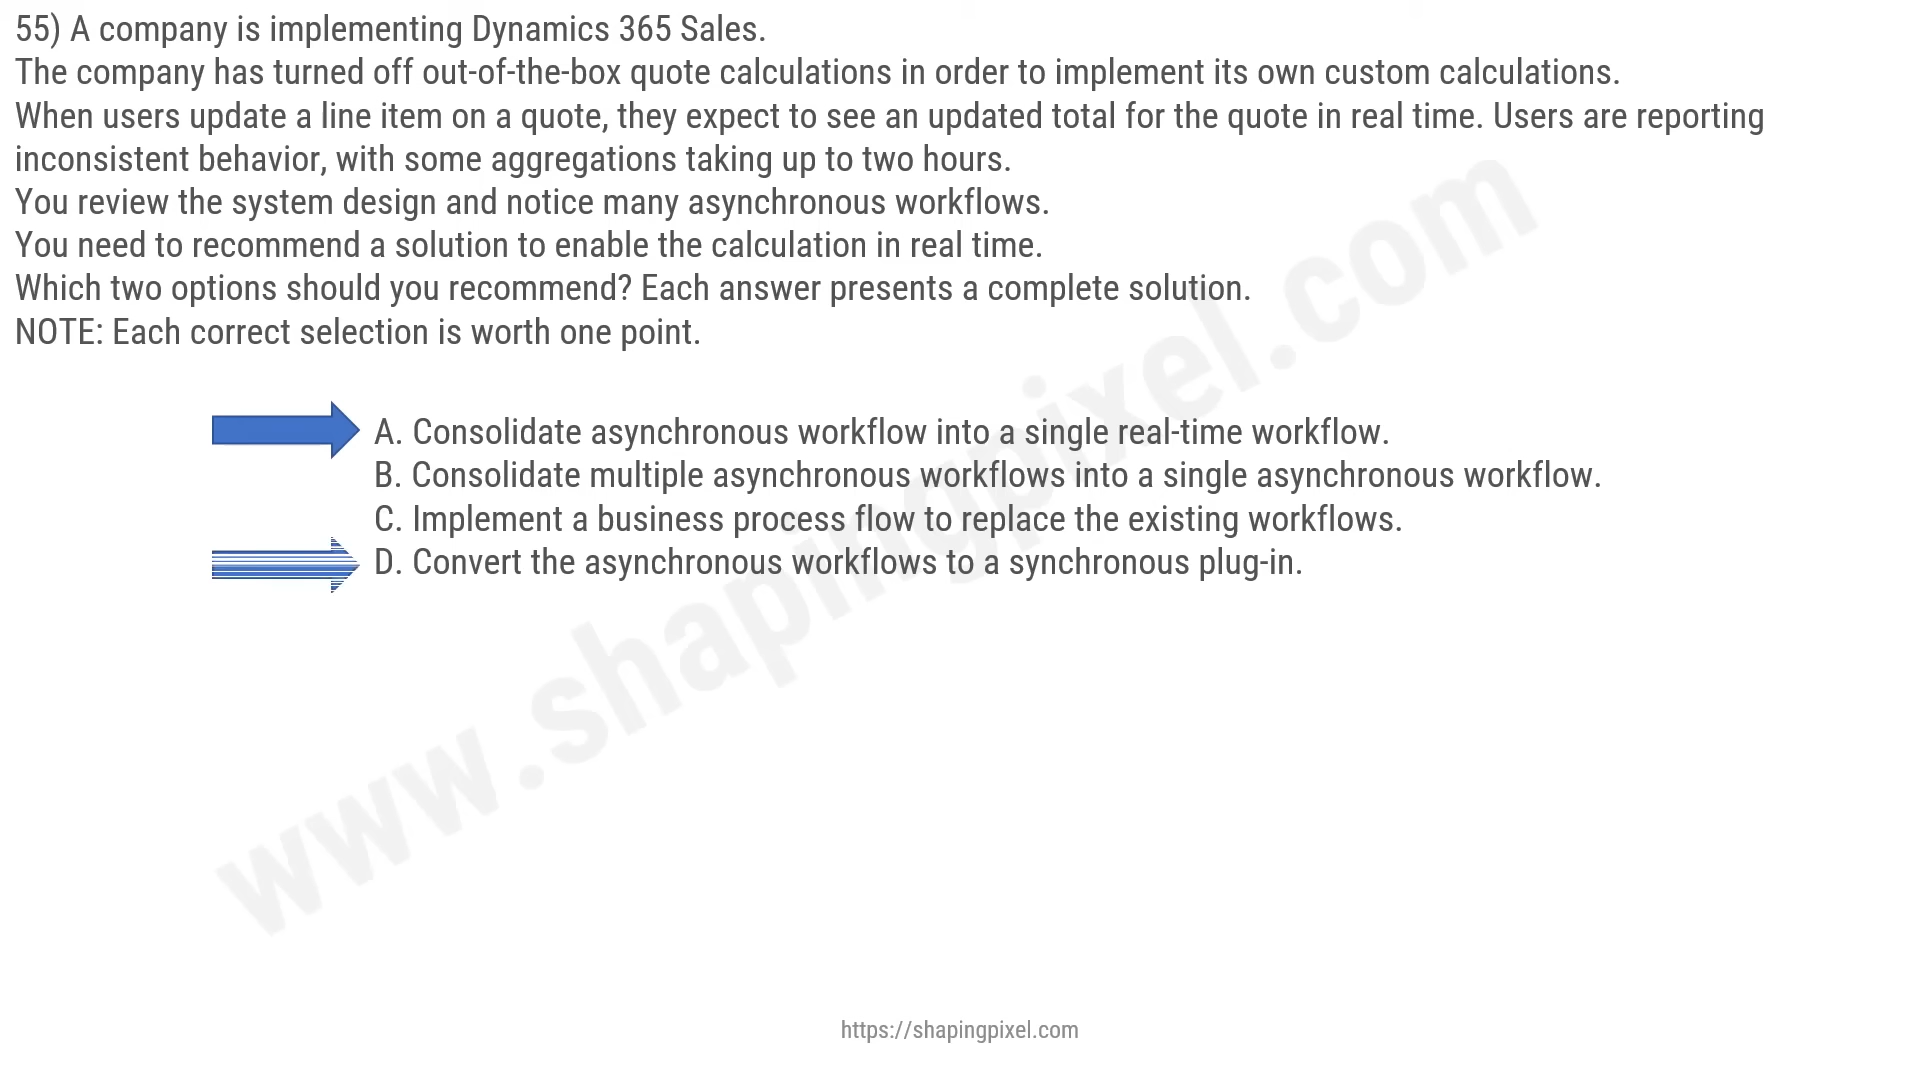 55) A company is implementing Dynamics 365 Sales.
The company has turned off out-of-the-box quote calculations in order to implement its own custom calculations.
When users update a line item on a quote, they expect to see an updated total for the quote in real time. Users are reporting
inconsistent behavior, with some aggregations taking up to two hours.
You review the system design and notice many asynchronous workflows.
You need to recommend a solution to enable the calculation in real time.
Which two options should you recommend? Each answer presents a complete solution.
NOTE: Each correct selection is worth one point.
A. Consolidate asynchronous workflow into a single real-time workflow.
B. Consolidate multiple asynchronous workflows into a single asynchronous workflow.
C. Implement a business process flow to replace the existing workflows.
D. Convert the asynchronous workflows to a synchronous plug-in.
www.shapingpixel.com
https://shapingpixel.com